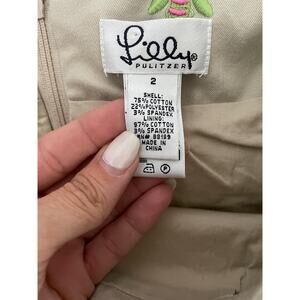 Lilly®
PULITZER
2
SHELL:
75% COTTON
22% POLYESTER
3% SPANDEX
LINING:
97% COTTON
3% SPANDEX
RN# 88189
MADE IN
CHINA
P